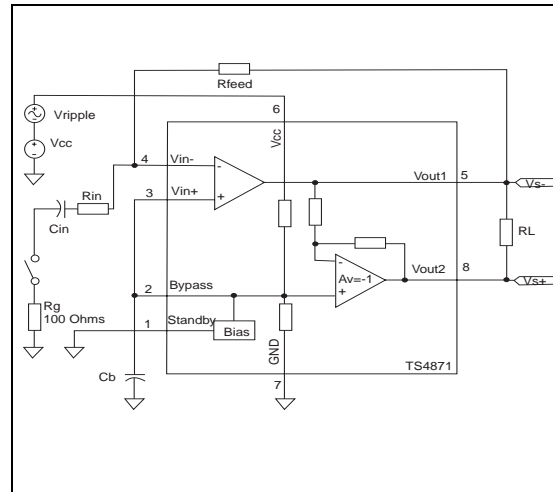 Rfeed
6
Vripple
Vcc
Vcc
4
Vin-
Vout1
5
Vs-
-
Rin
3
Vin+
+
Cin
RL
Vout2
8
Vs+
-
Av=-1
+
2
Bypass
Rg
100 Ohms
1
Standby
Bias
GND
TS4871
Cb
7